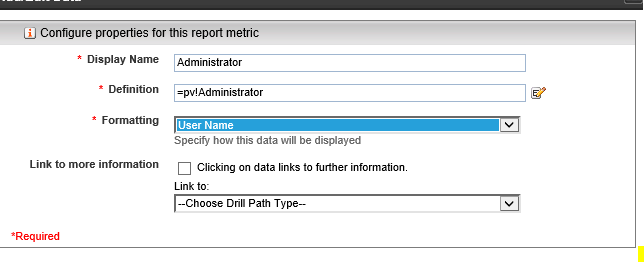 Configure properties for this report metric
* Display Name Administrator
* Definition =pv!Administrator
* Formatting User Name
Specify how this data will be displayed
Link to more information Clicking on data links to further information.
Link to:
--Choose Drill Path Type--
*Required